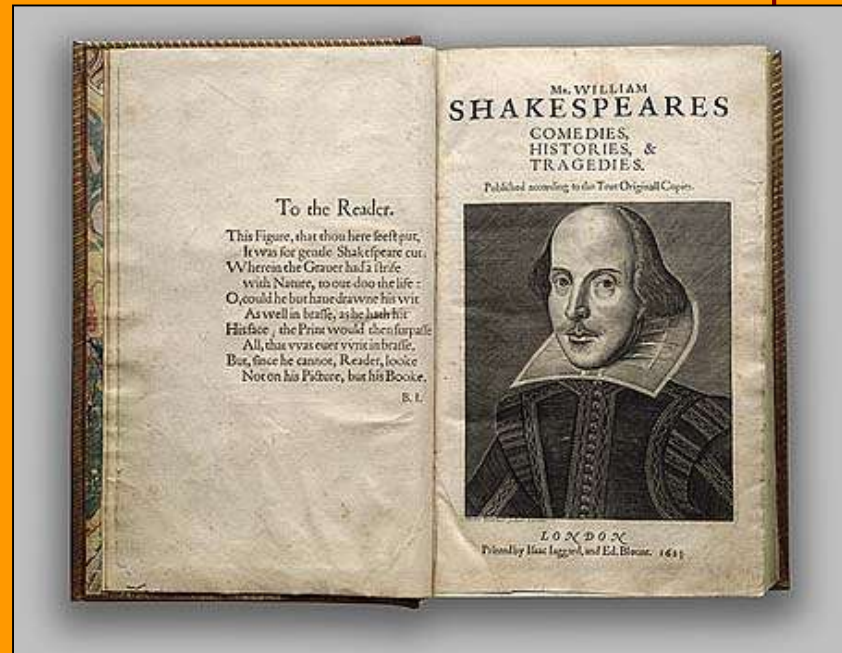 To the Reader.
This Figure, that thou here seeſt put,
It was for gentle Shakeſpeare cut;
Wherein the Grauer had a ſtrife
with Nature, to out-doo the life:
O, could he but haue drawne his wit
As well in braſſe, as he hath hit
His face; the Print would then ſurpaſſe
All, that vvas euer vvrit in braſſe.
But, ſince he cannot, Reader, looke
Not on his Picture, but his Booke.
B. I.
Mr. WILLIAM
SHAKESPEARES
COMEDIES,
HISTORIES, &
TRAGEDIES.
Publiſhed according to the True Originall Copies.
LONDON
Printed by Iſaac Iaggard, and Ed. Blount. 1623